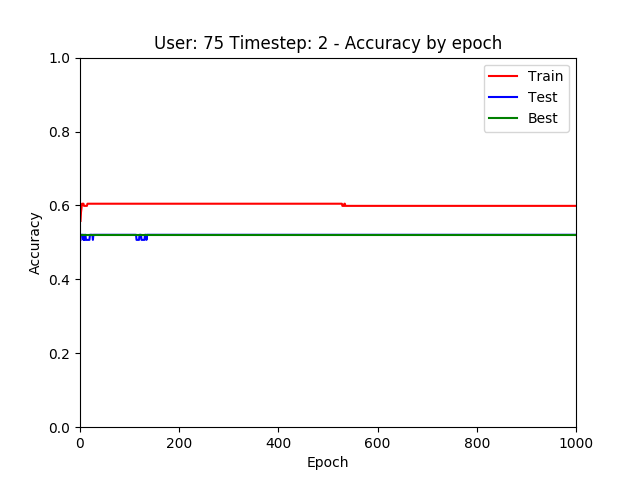 User: 75 Timestep: 2 - Accuracy by epoch
1.0
0.8
0.6
0.4
0.2
0.0
Accuracy
Train
Test
Best
0 200 400 600 800 1000
Epoch